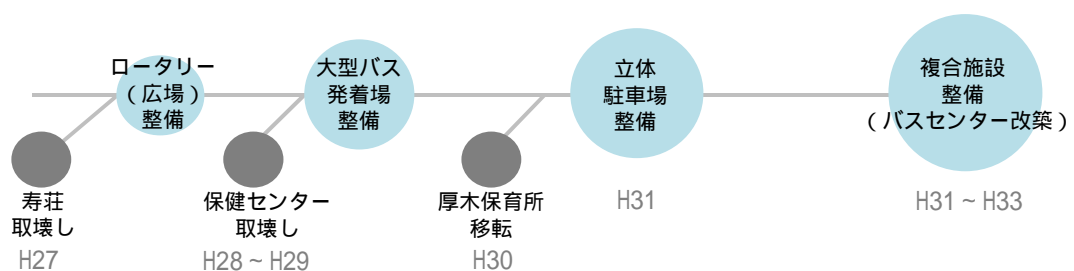 ロータリー
（広場）
整備
大型バス
発着場
整備
立体
駐車場
整備
複合施設
整備
（バスセンター改築）
寿荘
取壊し
H27
保健センター
取壊し
H28～H29
厚木保育所
移転
H30
H31
H31～H33